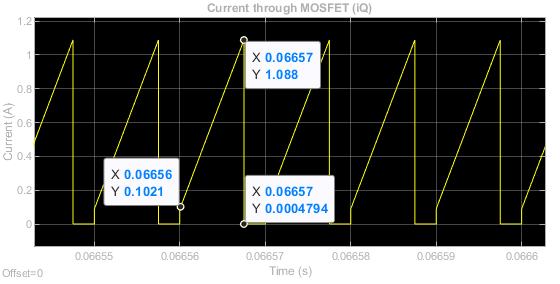 Current through MOSFET (iQ)
1.2
1
0.8
0.6
0.4
0.2
0
Current (A)
X 0.06657
Y 1.088
X 0.06656
Y 0.1021
X 0.06657
Y 0.0004794
0.06655
0.06656
0.06657
0.06658
0.06659
0.0666
Time (s)
Offset=0